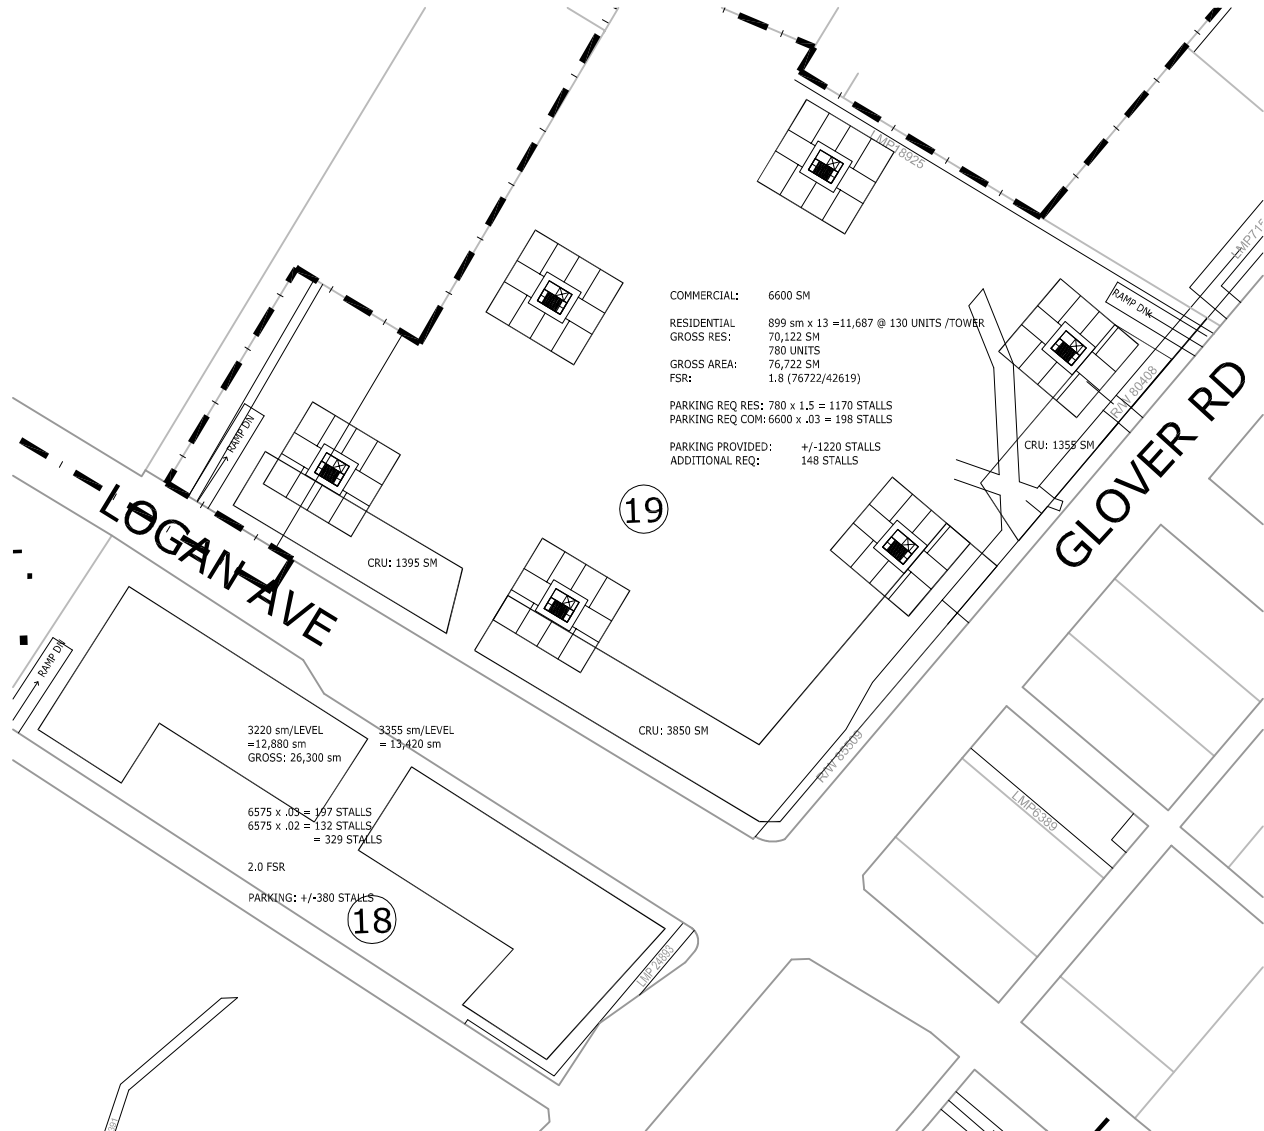 LMP18925
LMP715
COMMERCIAL: 6600 SM
RAMP DN
RESIDENTIAL 899 sm x 13 =11,687 @ 130 UNITS /TOWER
GROSS RES: 70,122 SM
780 UNITS
GROSS AREA: 76,722 SM
FSR: 1.8 (76722/42619)
PARKING REQ RES: 780 x 1.5 = 1170 STALLS
PARKING REQ COM: 6600 x .03 = 198 STALLS
PARKING PROVIDED: +/-1220 STALLS
ADDITIONAL REQ: 148 STALLS
R/W 80408
GLOVER RD
RAMP DN
CRU: 1355 SM
19
LOGAN AVE
CRU: 1395 SM
RAMP DN
3220 sm/LEVEL
=12,880 sm
GROSS: 26,300 sm
3355 sm/LEVEL
= 13,420 sm
CRU: 3850 SM
R/W 85509
LMP6389
6575 x .03 = 197 STALLS
6575 x .02 = 132 STALLS
= 329 STALLS
2.0 FSR
PARKING: +/-380 STALLS
18
LMP 24893